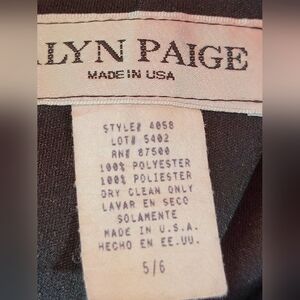 LYN PAIGE
MADE IN USA
STYLE# 4058
LOT# 5402
RN# 87500
100% POLYESTER
100% POLIESTER
DRY CLEAN ONLY
LAVAR EN SECO
SOLAMENTE
MADE IN U.S.A.
HECHO EN EE.UU.
5/6